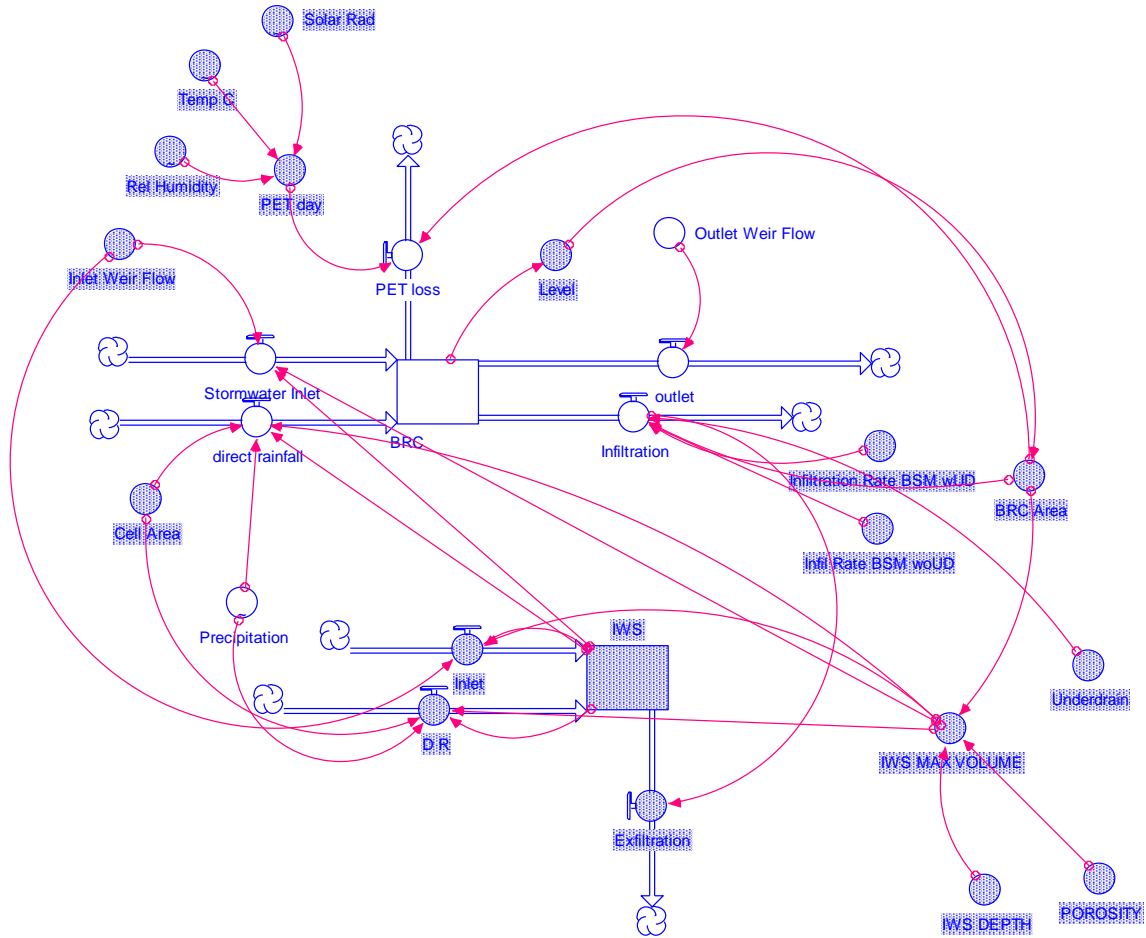 Solar Rad
Temp C
Rel Humidity
PET day
Outlet Weir Flow
Inlet Weir Flow
PET loss
Level
Stormwater Inlet
outlet
BRC
direct rainfall
Infiltration
Infiltration Rate BSM wUD
BRC Area
Cell Area
Infil Rate BSM woUD
Precipitation
IWS
Inlet
Underdrain
D R
IWS MAX VOLUME
Exfiltration
POROSITY
IWS DEPTH